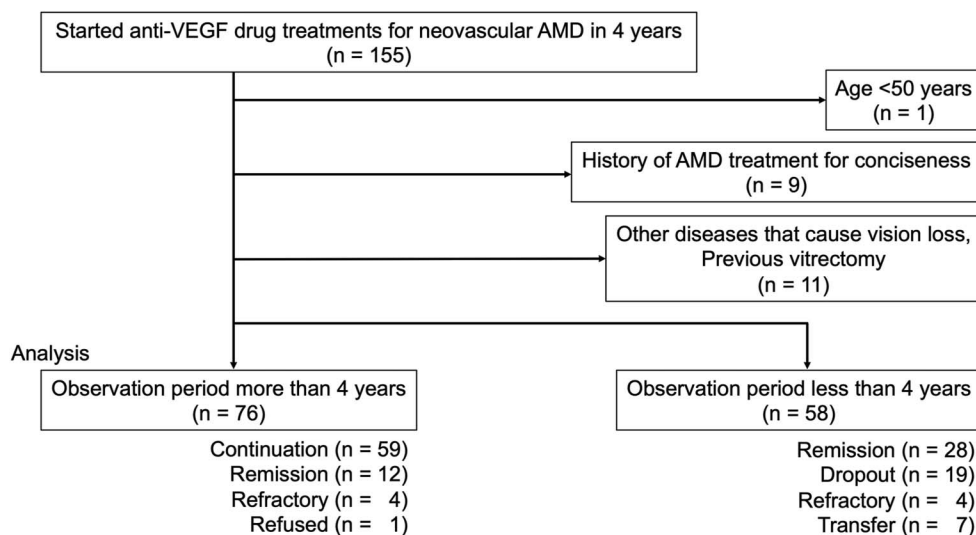 Started anti-VEGF drug treatments for neovascular AMD in 4 years
(n = 155)
Age <50 years
(n = 1)
History of AMD treatment for conciseness
(n = 9)
Other diseases that cause vision loss,
Previous vitrectomy
(n = 11)
Analysis
Observation period more than 4 years
(n = 76)
Continuation (n = 59)
Remission (n = 12)
Refractory (n = 4)
Refused (n = 1)
Observation period less than 4 years
(n = 58)
Remission (n = 28)
Dropout (n = 19)
Refractory (n = 4)
Transfer (n = 7)